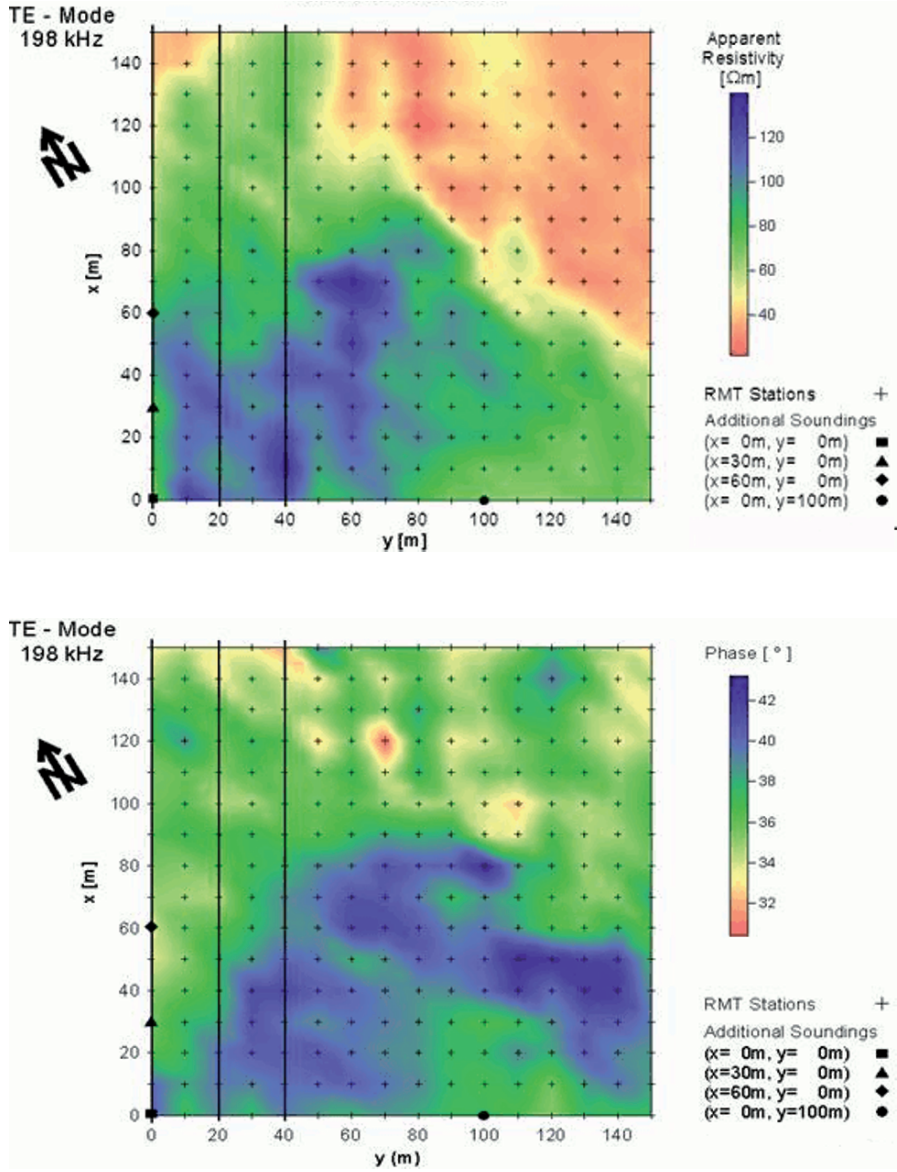 TE - Mode
198 kHz
140
120
100
80
60
40
20
0
x [m]
N
0 20 40 60 80 100 120 140
y [m]
Apparent
Resistivity
[Ωm]
120
100
80
60
40
RMT Stations +
Additional Soundings
(x= 0m, y= 0m) ■
(x=30m, y= 0m) ▲
(x=60m, y= 0m) ◆
(x= 0m, y=100m) ●
TE - Mode
198 kHz
140
120
100
80
60
40
20
0
x [m]
N
0 20 40 60 80 100 120 140
y (m)
Phase [ ° ]
42
40
38
36
34
32
RMT Stations +
Additional Soundings
(x= 0m, y= 0m) ■
(x=30m, y= 0m) ▲
(x=60m, y= 0m) ◆
(x= 0m, y=100m) ●